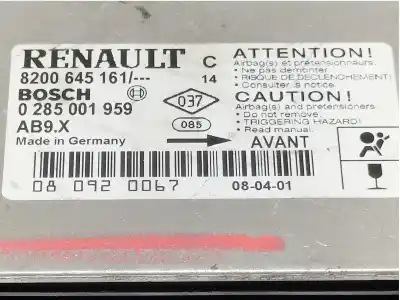 RENAULT C
8200 645 161/--- 14
BOSCH
0 285 001 959
AB9.X
Made in Germany
037
085
ATTENTION!
Airbag(s) et prétensionneurs.
• Ne pas demonter.
• RISQUE DE DECLENCHEMENT!
• Consulter la notice
CAUTION!
Airbag(s) and pretensioners
• Do not remove.
• TRIGGERING HAZARD!
• Read manual.
AVANT
08 092 0067
08-04-01